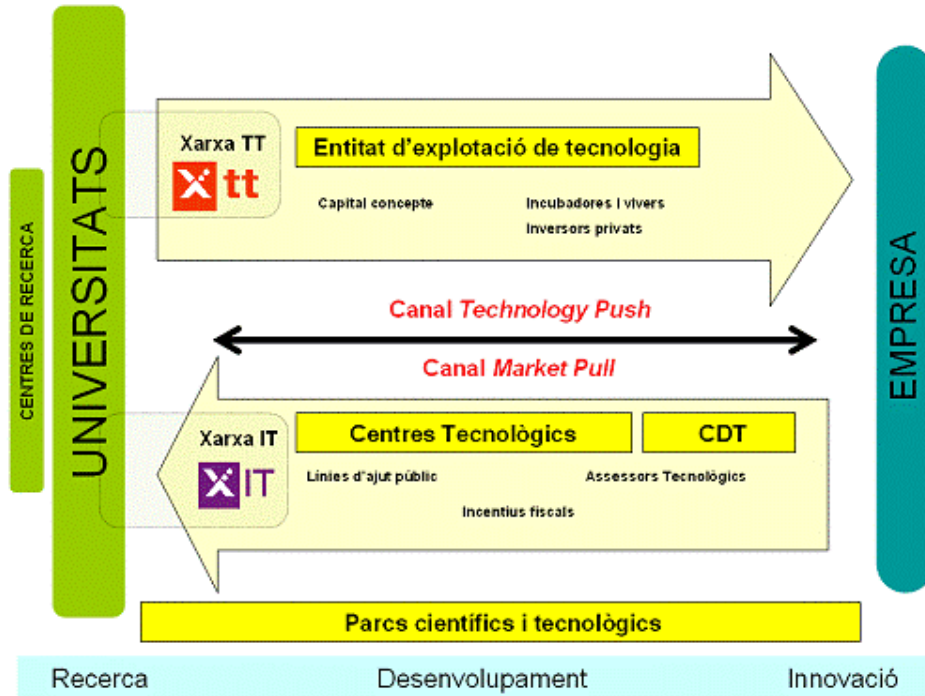 CENTRES DE RECERCA
UNIVERSITATS
Xarxa TT
X tt
Entitat d'explotació de tecnologia
Capital concepte
Incubadores i vivers
Inversors privats
Canal Technology Push
Canal Market Pull
Xarxa IT
X IT
Centres Tecnològics
CDT
Línies d'ajut públic
Assessors Tecnològics
Incentius fiscals
EMPRESA
Parcs científics i tecnològics
Recerca
Desenvolupament
Innovació